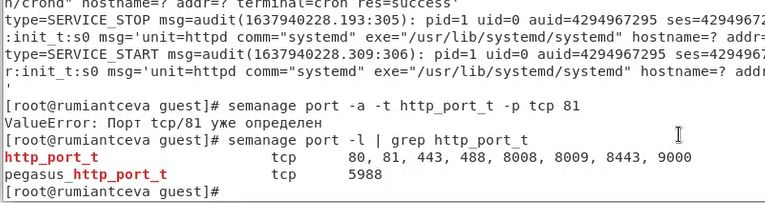 n/crond" hostname=? addr=? terminal=cron res=success'
type=SERVICE_STOP msg=audit(1637940228.193:305): pid=1 uid=0 auid=4294967295 ses=4294967
:init_t:s0 msg='unit=httpd comm="systemd" exe="/usr/lib/systemd/systemd" hostname=? addr=
type=SERVICE_START msg=audit(1637940228.309:306): pid=1 uid=0 auid=4294967295 ses=429496
r:init_t:s0 msg='unit=httpd comm="systemd" exe="/usr/lib/systemd/systemd" hostname=? addr
'
[root@rumiantceva guest]# semanage port -a -t http_port_t -p tcp 81
ValueError: Порт tcp/81 уже определен
[root@rumiantceva guest]# semanage port -l | grep http_port_t
http_port_t tcp 80, 81, 443, 488, 8008, 8009, 8443, 9000
pegasus_http_port_t tcp 5988
[root@rumiantceva guest]#